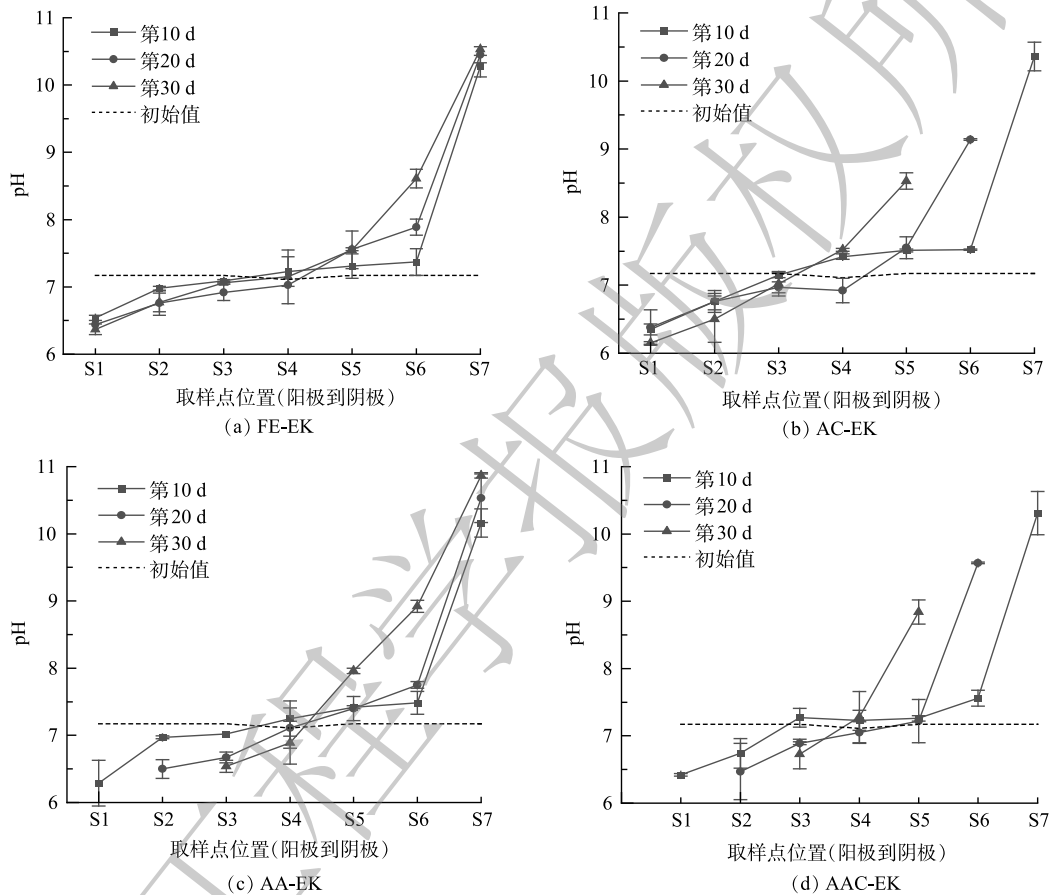 11
10
9
8
7
6
pH
第10 d
第20 d
第30 d
初始值
S1 S2 S3 S4 S5 S6 S7
取样点位置(阳极到阴极)
(a) FE-EK
11
10
9
8
7
6
pH
第10 d
第20 d
第30 d
初始值
S1 S2 S3 S4 S5 S6 S7
取样点位置(阳极到阴极)
(b) AC-EK
11
10
9
8
7
6
pH
第10 d
第20 d
第30 d
初始值
S1 S2 S3 S4 S5 S6 S7
取样点位置(阳极到阴极)
(c) AA-EK
11
10
9
8
7
6
pH
第10 d
第20 d
第30 d
初始值
S1 S2 S3 S4 S5 S6 S7
取样点位置(阳极到阴极)
(d) AAC-EK
工程学报版权所